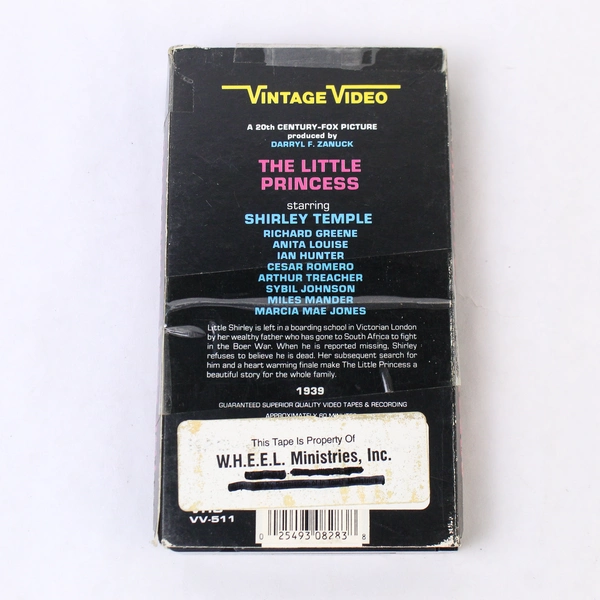 VINTAGE VIDEO
A 20th CENTURY-FOX PICTURE
produced by
DARRYL F. ZANUCK
THE LITTLE
PRINCESS
starring
SHIRLEY TEMPLE
RICHARD GREENE
ANITA LOUISE
IAN HUNTER
CESAR ROMERO
ARTHUR TREACHER
SYBIL JOHNSON
MILES MANDER
MARCIA MAE JONES
Little Shirley is left in a boarding school in Victorian London
by her wealthy father who has gone to South Africa to fight
in the Boer War. When he is reported missing, Shirley
refuses to believe he is dead. Her subsequent search for
him and a heart warming finale make The Little Princess a
beautiful story for the whole family.
1939
GUARANTEED SUPERIOR QUALITY VIDEO TAPES & RECORDING
APPROXIMATELY
This Tape Is Property Of
W.H.E.E.L. Ministries, Inc.
VHS
VV-511
0 25493 08283 8